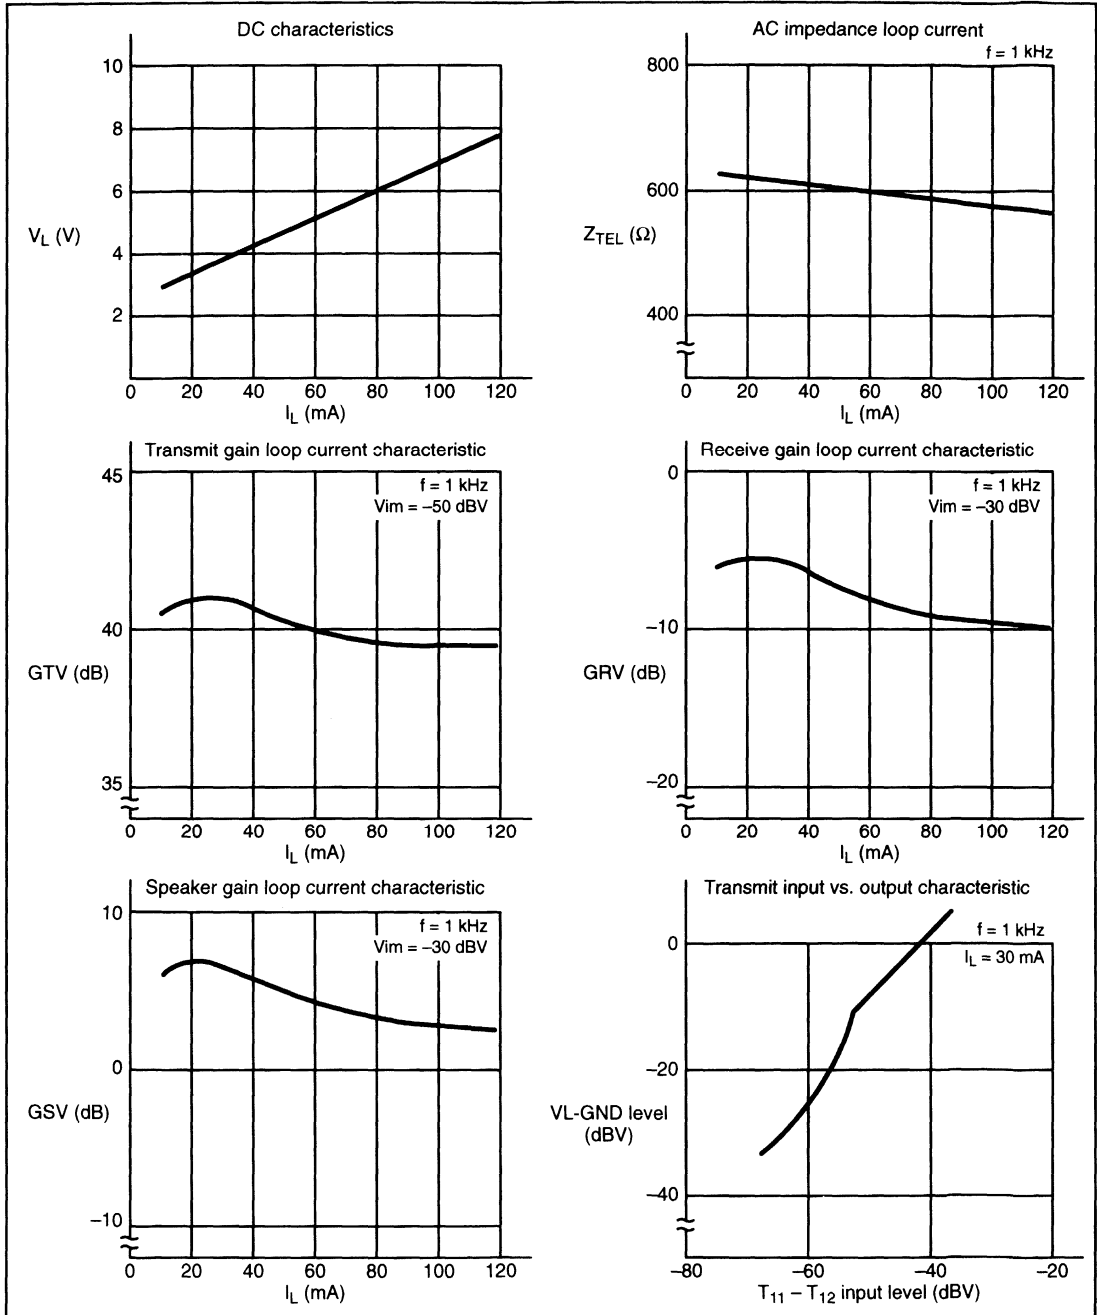 DC characteristics
10
8
6
V_L (V)
4
2
0 20 40 60 80 100 120
I_L (mA)
AC impedance loop current
f = 1 kHz
800
600
Z_TEL (Ω)
400
0 20 40 60 80 100 120
I_L (mA)
Transmit gain loop current characteristic
45
f = 1 kHz
Vim = −50 dBV
40
GTV (dB)
35
0 20 40 60 80 100 120
I_L (mA)
Receive gain loop current characteristic
0
f = 1 kHz
Vim = −30 dBV
−10
GRV (dB)
−20
0 20 40 60 80 100 120
I_L (mA)
Speaker gain loop current characteristic
10
f = 1 kHz
Vim = −30 dBV
0
GSV (dB)
−10
0 20 40 60 80 100 120
I_L (mA)
Transmit input vs. output characteristic
f = 1 kHz
0
I_L = 30 mA
−20
VL-GND level
(dBV)
−40
−80 −60 −40 −20
T_11 − T_12 input level (dBV)